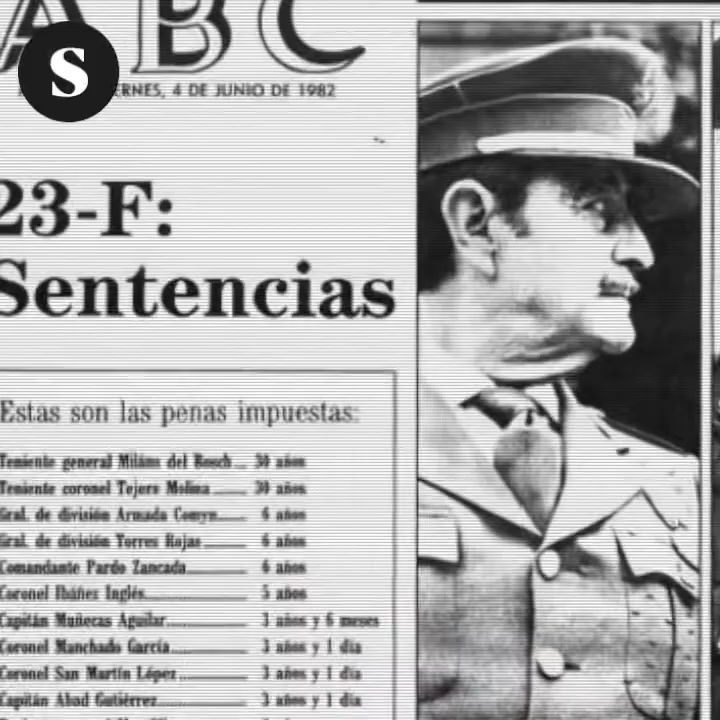 ABC
S
ERNES, 4 DE JUNIO DE 1982
23-F:
Sentencias
Estas son las penas impuestas:
Teniente general Miláns del Bosch 30 años
Teniente coronel Tejero Molina 30 años
Gral. de división Armada Comyn 6 años
Gral. de división Torres Rojas 6 años
Comandante Pardo Zancada 6 años
Coronel Ibáñez Inglés 5 años
Capitán Muñecas Aguilar 3 años y 6 meses
Coronel Manchado García 3 años y 1 día
Coronel San Martín López 3 años y 1 día
Capitán Abad Gutiérrez 3 años y 1 día